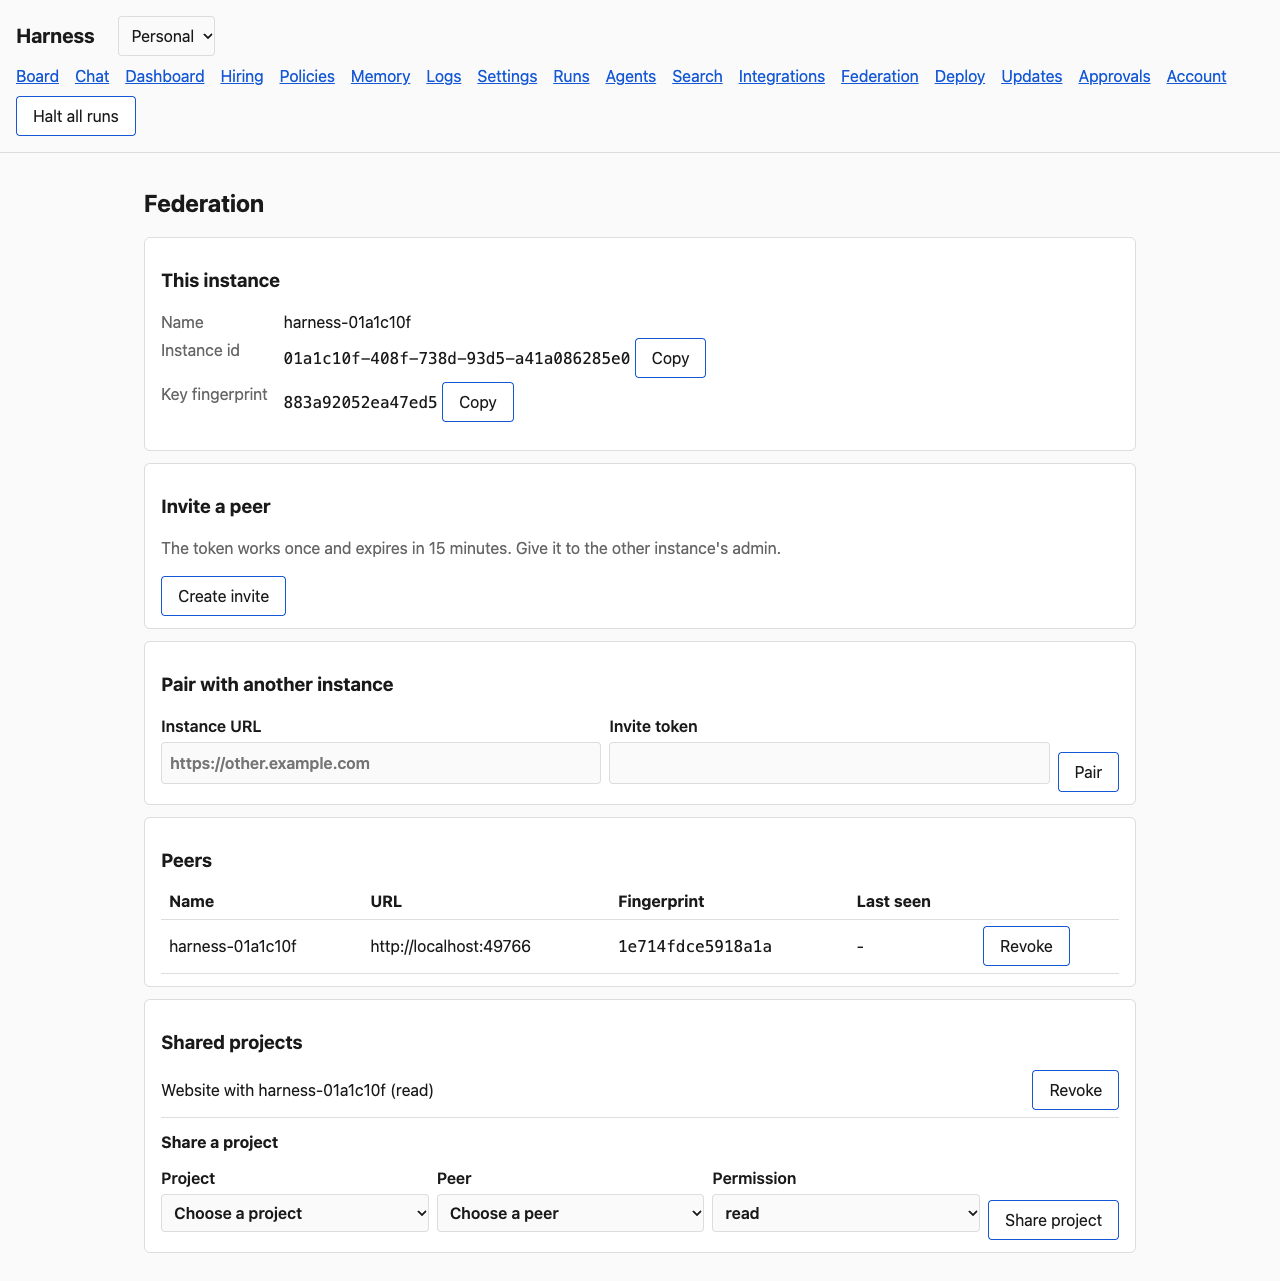 Harness Personal
Board Chat Dashboard Hiring Policies Memory Logs Settings Runs Agents Search Integrations Federation Deploy Updates Approvals Account
Halt all runs
Federation
This instance
Name harness-01a1c10f
Instance id 01a1c10f-408f-738d-93d5-a41a086285e0 Copy
Key fingerprint 883a92052ea47ed5 Copy
Invite a peer
The token works once and expires in 15 minutes. Give it to the other instance's admin.
Create invite
Pair with another instance
Instance URL Invite token
https://other.example.com Pair
Peers
Name URL Fingerprint Last seen
harness-01a1c10f http://localhost:49766 1e714fdce5918a1a - Revoke
Shared projects
Website with harness-01a1c10f (read) Revoke
Share a project
Project Peer Permission
Choose a project Choose a peer read Share project